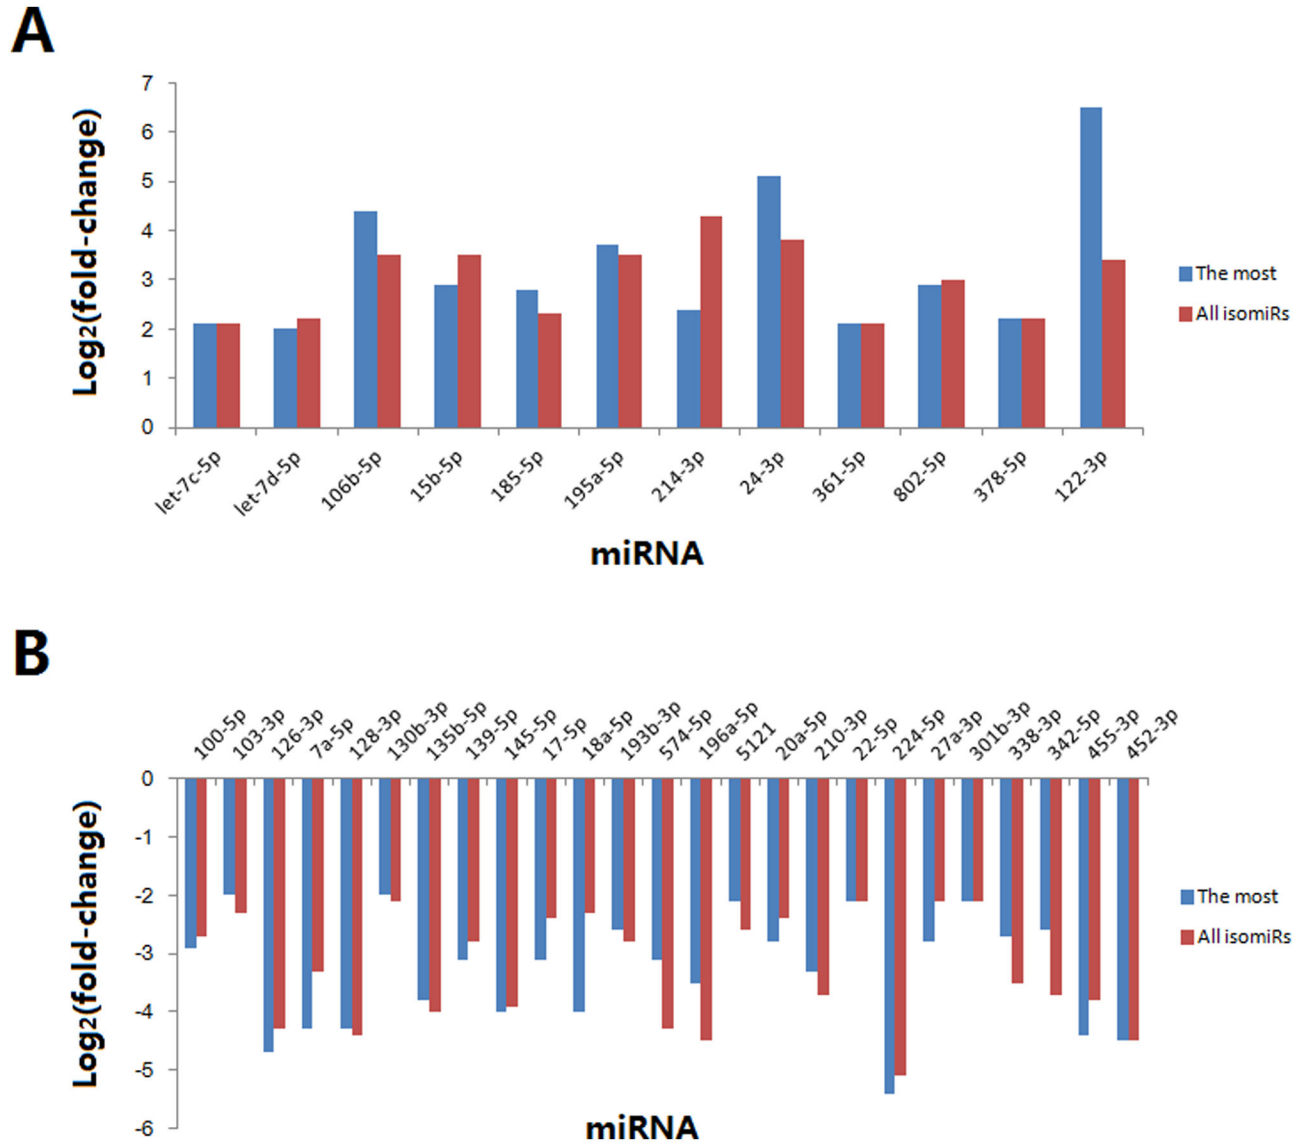 A
Log2(fold-change)
7
6
5
4
3
2
1
0
let-7c-5p
let-7d-5p
106b-5p
15b-5p
185-5p
195a-5p
214-3p
24-3p
361-5p
802-5p
378-5p
122-3p
miRNA
The most
All isomiRs
B
100-5p
103-3p
126-3p
7a-5p
128-3p
130b-3p
135b-5p
139-5p
145-5p
17-5p
18a-5p
193b-3p
574-5p
196a-5p
5121
20a-5p
210-3p
22-5p
224-5p
27a-3p
301b-3p
338-3p
342-5p
455-3p
452-3p
Log2(fold-change)
0
-1
-2
-3
-4
-5
-6
The most
All isomiRs
miRNA